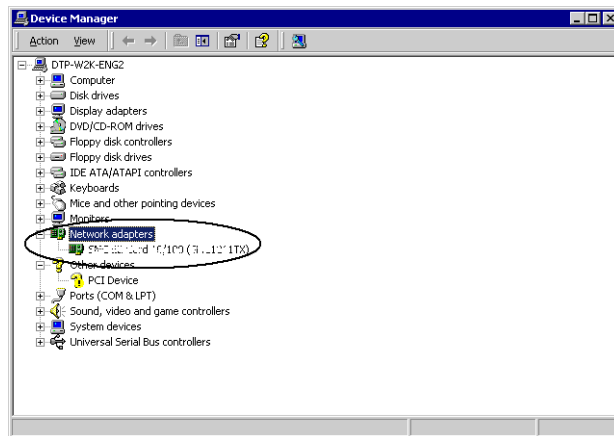 Device Manager
Action View
DTP-W2K-ENG2
Computer
Disk drives
Display adapters
DVD/CD-ROM drives
Floppy disk controllers
Floppy disk drives
IDE ATA/ATAPI controllers
Keyboards
Mice and other pointing devices
Monitors
Network adapters
10/100
Other devices
PCI Device
Ports (COM & LPT)
Sound, video and game controllers
System devices
Universal Serial Bus controllers